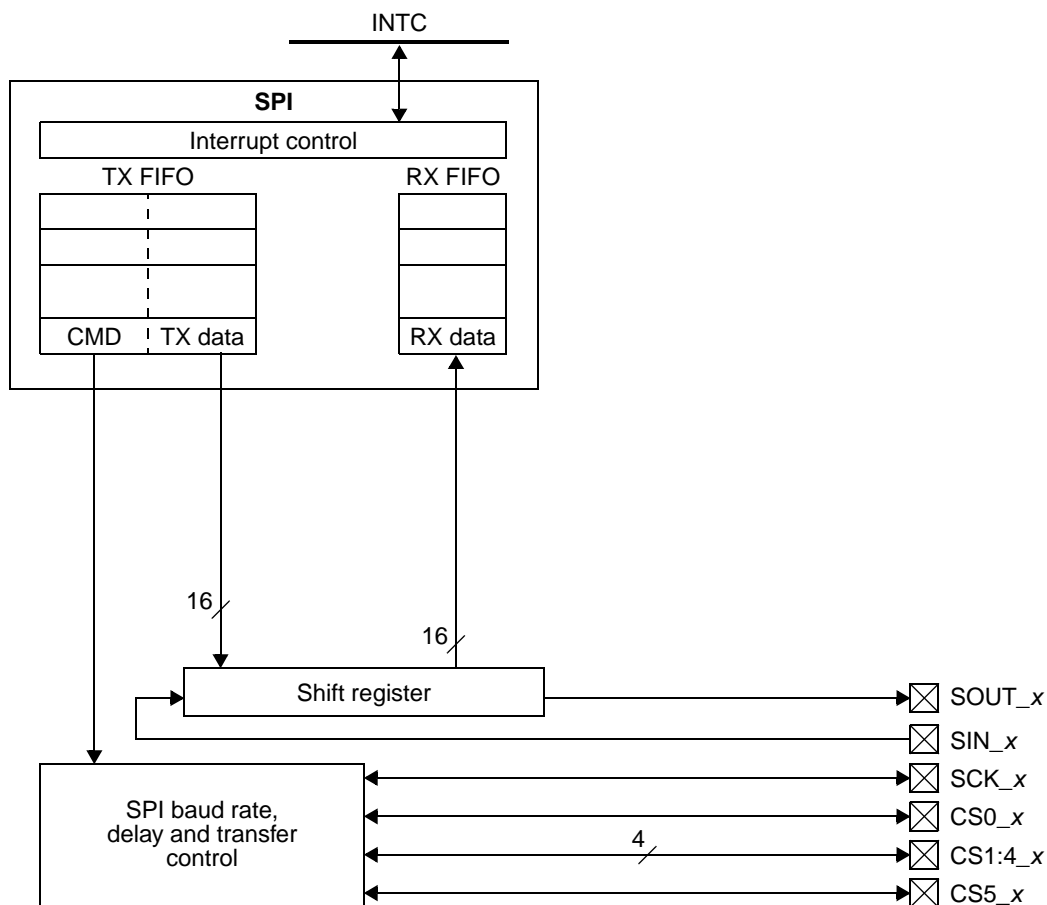 INTC
SPI
Interrupt control
TX FIFO
RX FIFO
CMD
TX data
RX data
16
16
Shift register
SOUT_x
SIN_x
SCK_x
SPI baud rate,
delay and transfer
control
CS0_x
4
CS1:4_x
CS5_x